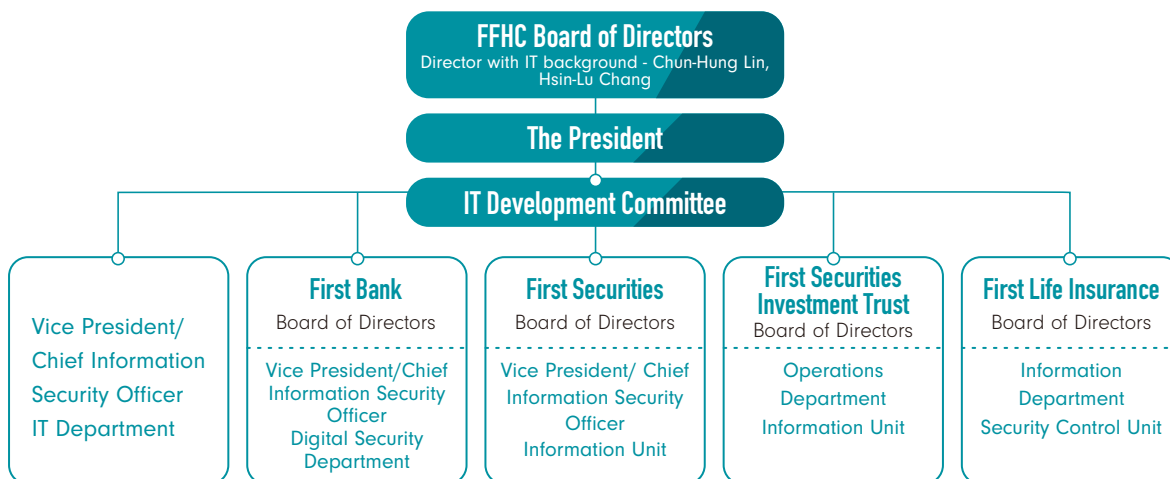 FFHC Board of Directors
Director with IT background - Chun-Hung Lin,
Hsin-Lu Chang
The President
IT Development Committee
Vice President/
Chief Information
Security Officer
IT Department
First Bank
Board of Directors
Vice President/Chief
Information Security
Officer
Digital Security
Department
First Securities
Board of Directors
Vice President/ Chief
Information Security
Officer
Information Unit
First Securities
Investment Trust
Board of Directors
Operations
Department
Information Unit
First Life Insurance
Board of Directors
Information
Department
Security Control Unit